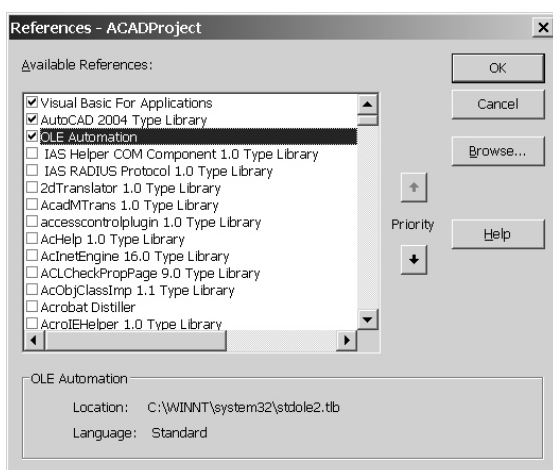 References - ACADProject
Available References:
OK
Cancel
Browse...
Help
Priority
Visual Basic For Applications
AutoCAD 2004 Type Library
OLE Automation
IAS Helper COM Component 1.0 Type Library
IAS RADIUS Protocol 1.0 Type Library
2dTranslator 1.0 Type Library
AcadMTrans 1.0 Type Library
accesscontrolplugin 1.0 Type Library
AcHelp 1.0 Type Library
AcInetEngine 16.0 Type Library
ACLCheckPropPage 9.0 Type Library
AcObjClassImp 1.1 Type Library
Acrobat Distiller
AcroIEHelper 1.0 Type Library
OLE Automation
Location: C:\WINNT\system32\stdole2.tlb
Language: Standard